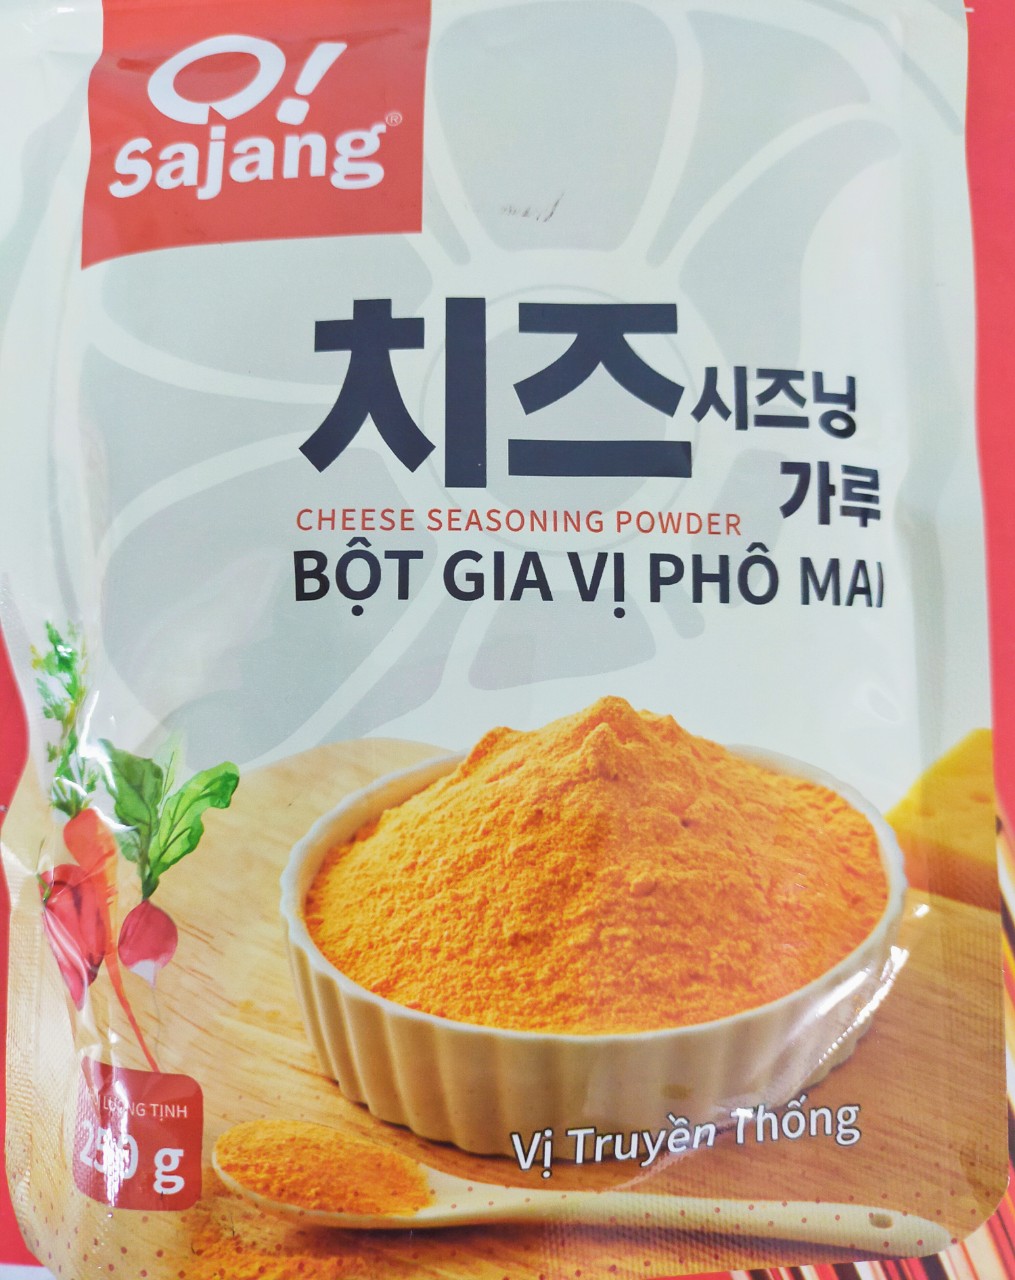 O!
Sajang®
치즈 시즈닝
가루
CHEESE SEASONING POWDER
BỘT GIA VỊ PHÔ MAI
LƯỢNG TỊNH
250 g
Vị Truyền Thống